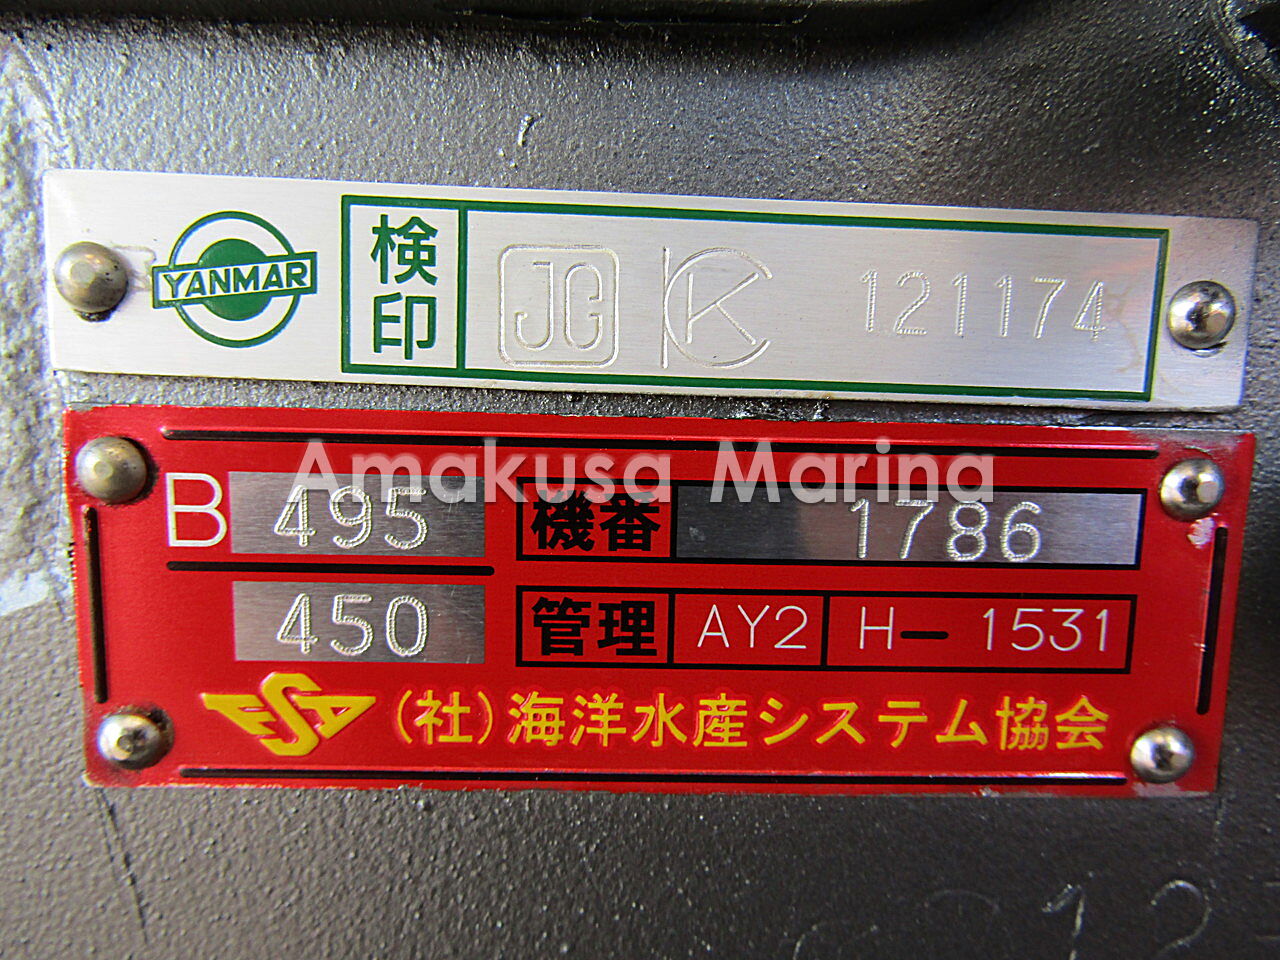 YANMAR 検印 JG K 121174
Amakusa Marina
B 495 機番 1786
450 管理 AY2 H- 1531
FSA (社)海洋水産システム協会